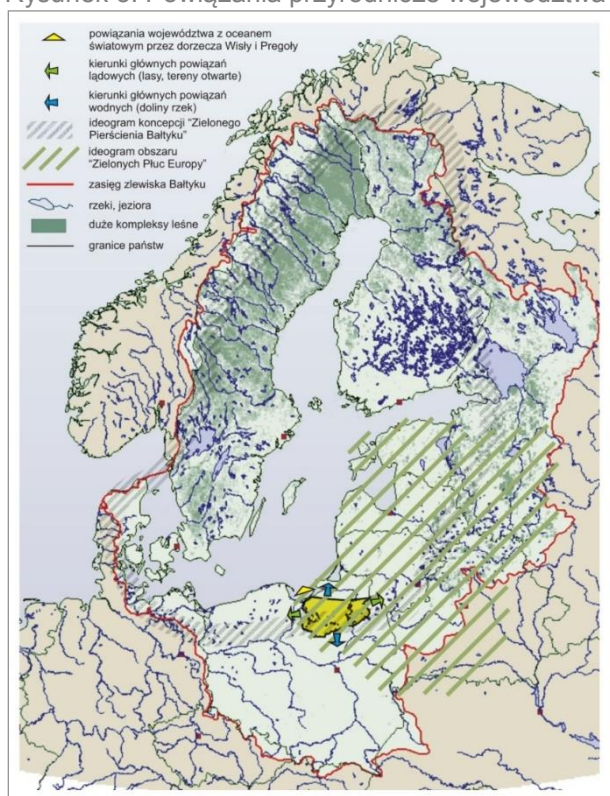 Rysunek 3. Powiązania przyrodnicze województwa
powiązania województwa z oceanem
światowym przez dorzecza Wisły i Pregoły
kierunki głównych powiązań
lądowych (lasy, tereny otwarte)
kierunki głównych powiązań
wodnych (doliny rzek)
ideogram koncepcji "Zielonego
Pierścienia Bałtyku"
ideogram obszaru
"Zielonych Płuc Europy"
zasięg zlewiska Bałtyku
rzeki, jeziora
duże kompleksy leśne
granice państw